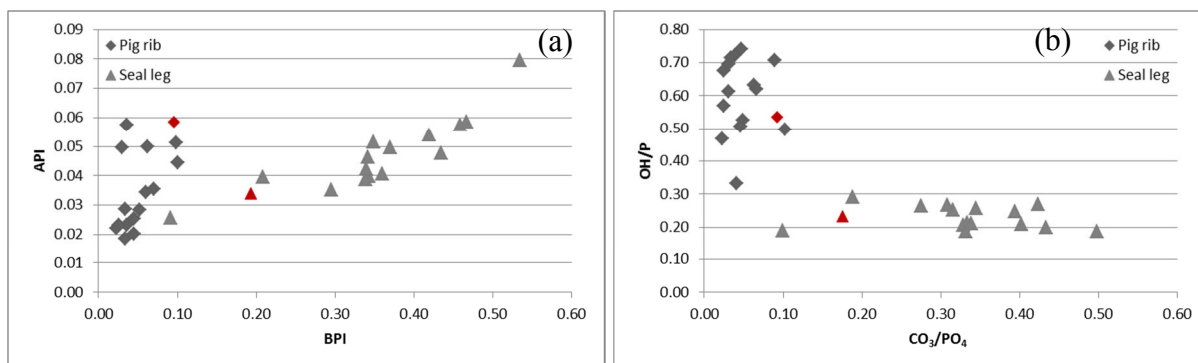 (a)
Pig rib
Seal leg
API
0.09
0.08
0.07
0.06
0.05
0.04
0.03
0.02
0.01
0.00
0.00 0.10 0.20 0.30 0.40 0.50 0.60
BPI
(b)
Pig rib
Seal leg
OH/P
0.80
0.70
0.60
0.50
0.40
0.30
0.20
0.10
0.00
0.00 0.10 0.20 0.30 0.40 0.50 0.60
CO₃/PO₄